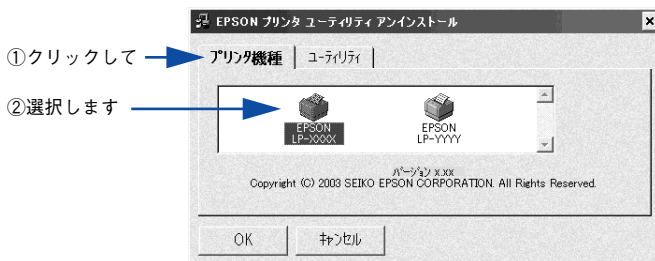 EPSON プリンタ ユーティリティ アンインストール
①クリックして
プリンタ機種
ユーティリティ
②選択します
EPSON
LP-XXXX
EPSON
LP-YYYY
バージョン x.xx
Copyright (C) 2003 SEIKO EPSON CORPORATION. All Rights Reserved.
OK
キャンセル